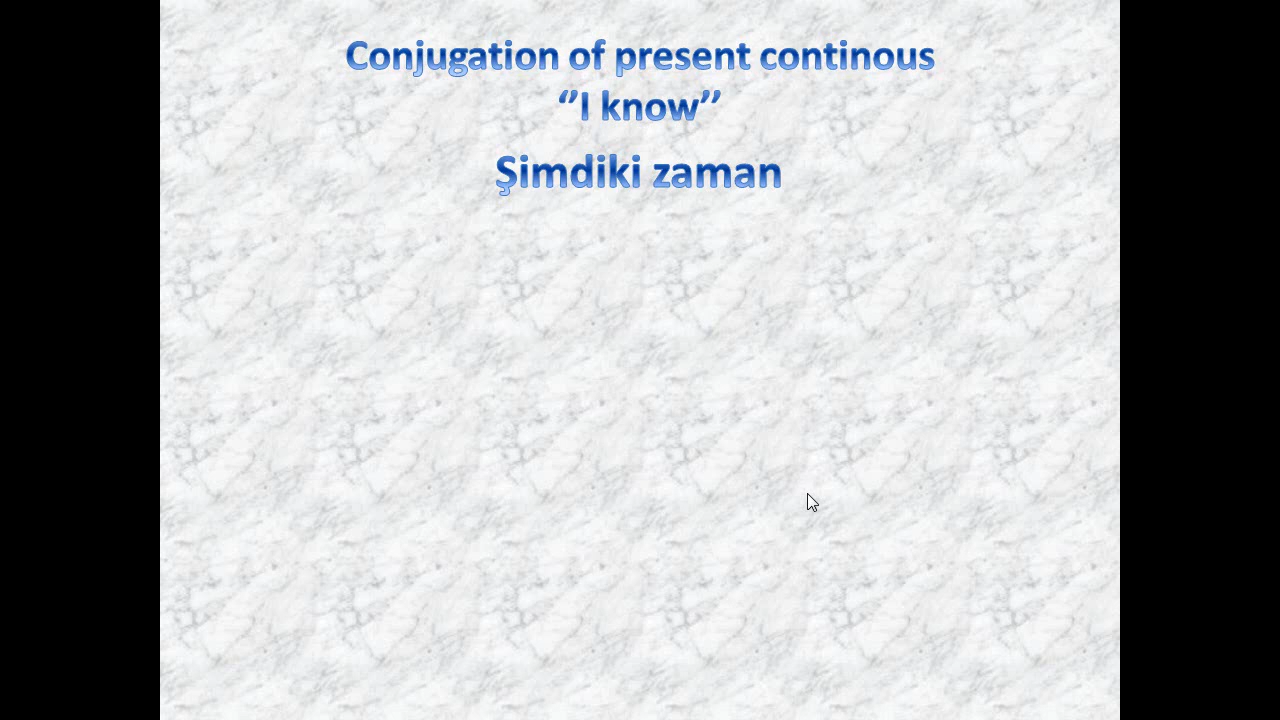 Conjugation of present continous
‘’I know’’
Şimdiki zaman